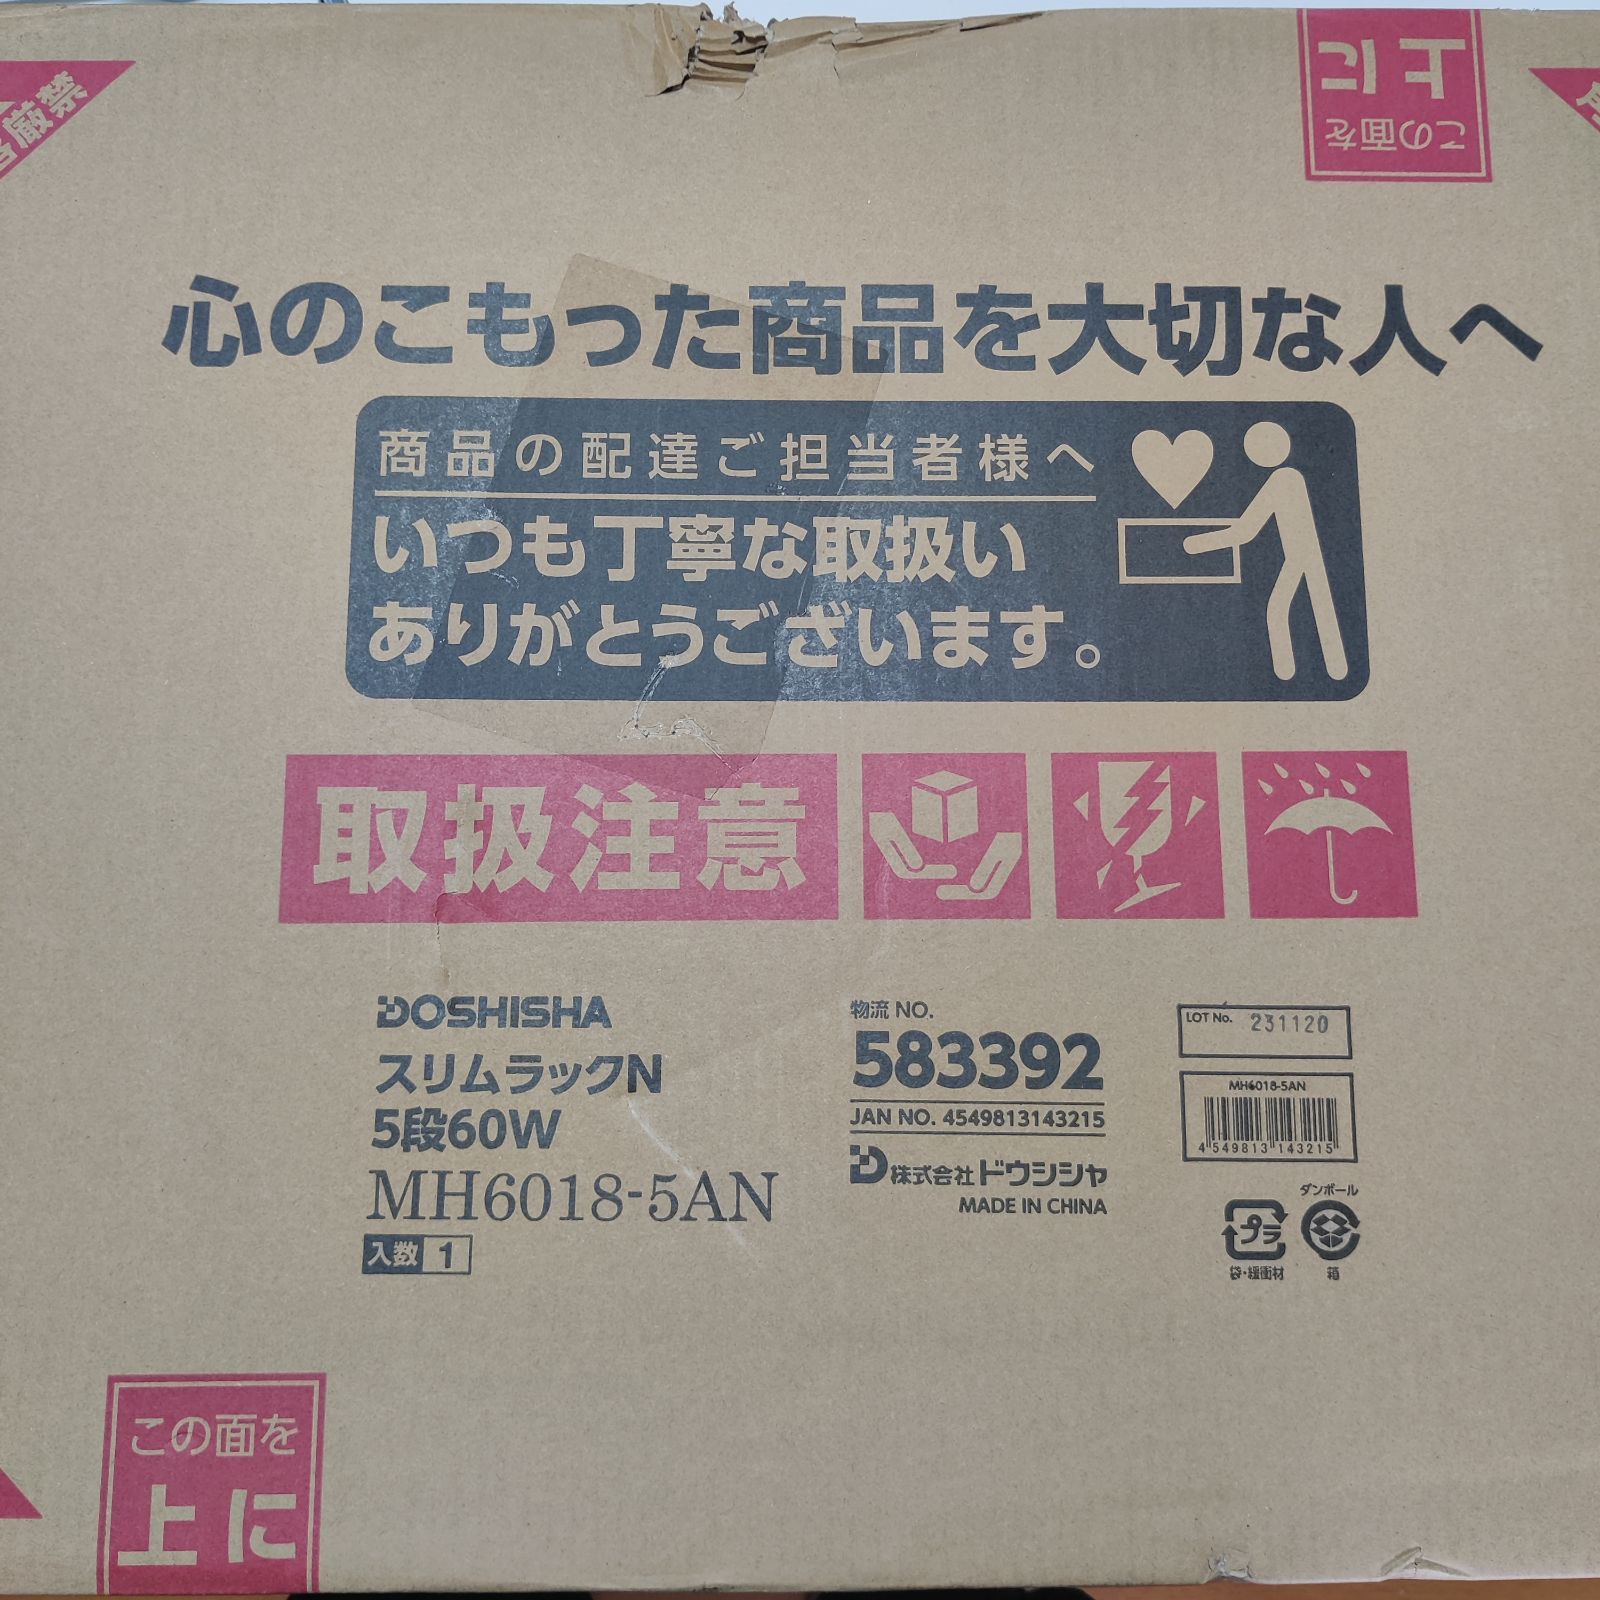 厳禁
上に
この面を
心のこもった商品を大切な人へ
商品の配達ご担当者様へ
いつも丁寧な取扱い
ありがとうございます。
取扱注意
DOSHISHA
スリムラックN
5段60W
MH6018-5AN
入数 1
物流 NO.
583392
JAN NO. 4549813143215
株式会社ドウシシャ
MADE IN CHINA
LOT No. 231120
MH6018-5AN
4 549813 143215
プラ
袋・緩衝材
ダンボール
箱
この面を
上に